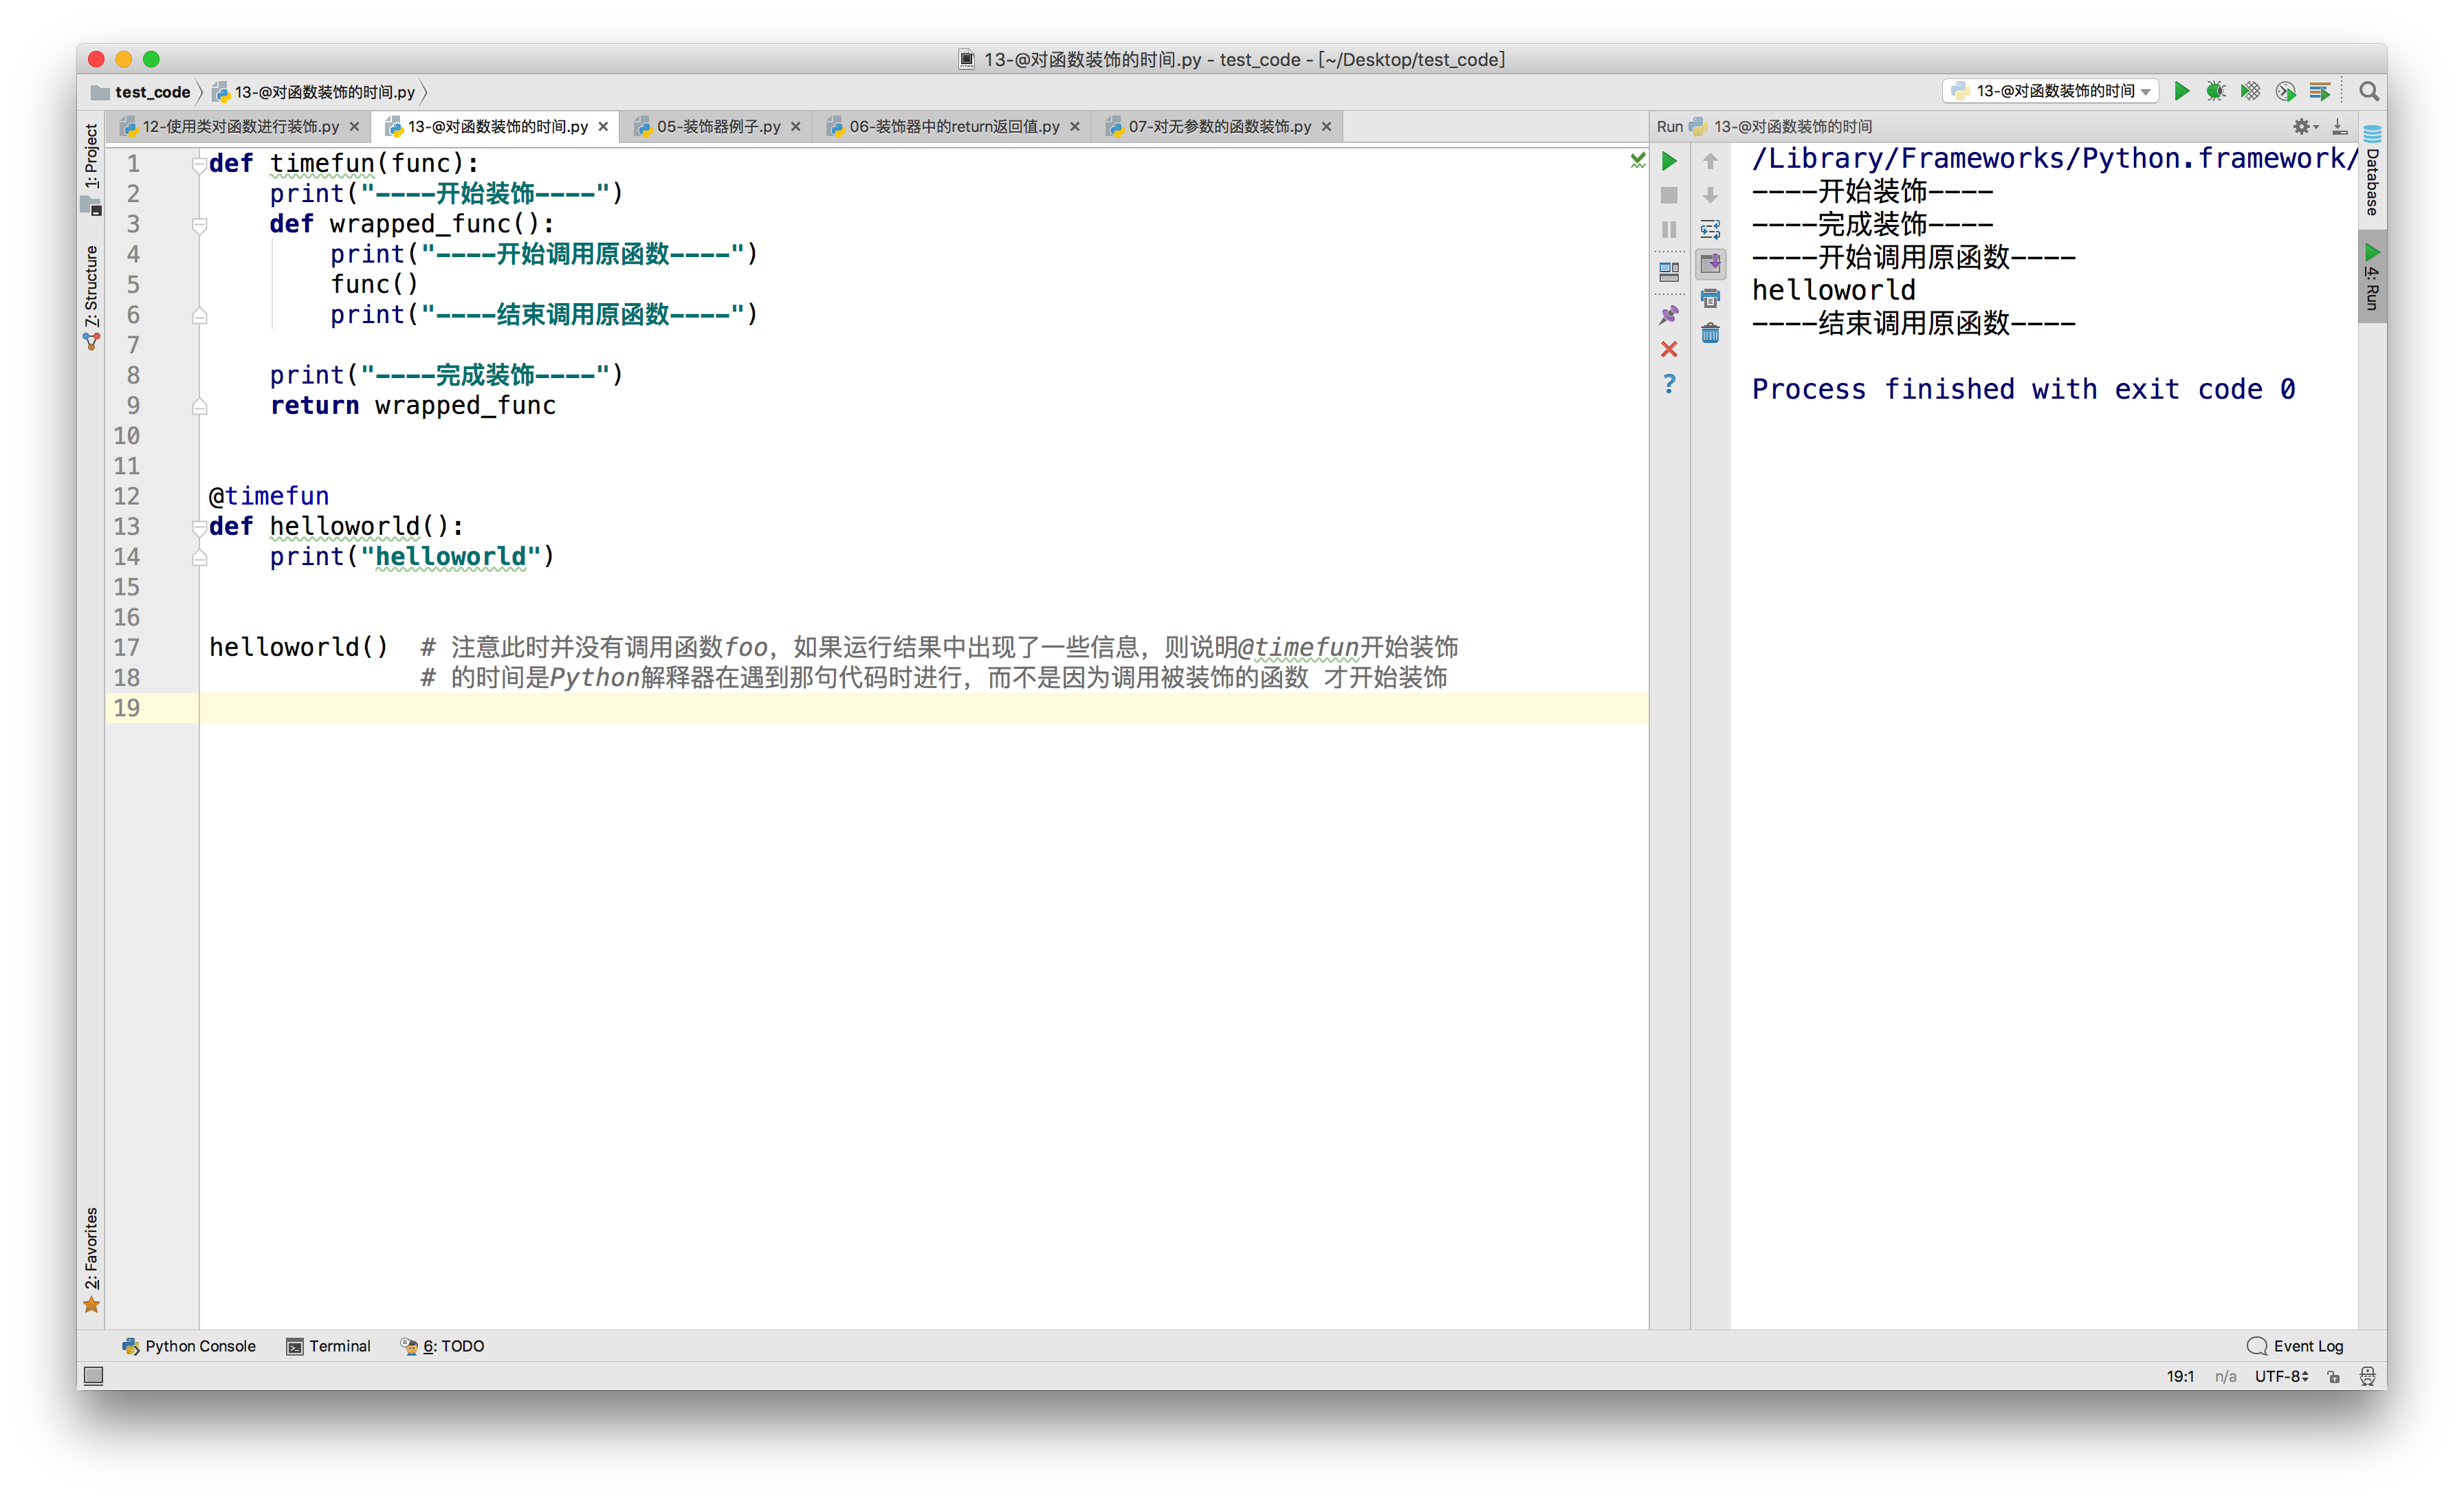 13-@对函数装饰的时间.py - test_code - [~/Desktop/test_code]
test_code 13-@对函数装饰的时间.py 13-@对函数装饰的时间
12-使用类对函数进行装饰.py 13-@对函数装饰的时间.py 05-装饰器例子.py 06-装饰器中的return返回值.py 07-对无参数的函数装饰.py
Run 13-@对函数装饰的时间
1: Project
7: Structure
2: Favorites
1 def timefun(func):
2     print("----开始装饰----")
3     def wrapped_func():
4         print("----开始调用原函数----")
5         func()
6         print("----结束调用原函数----")
7
8     print("----完成装饰----")
9     return wrapped_func
10
11
12 @timefun
13 def helloworld():
14     print("helloworld")
15
16
17 helloworld()  # 注意此时并没有调用函数foo，如果运行结果中出现了一些信息，则说明@timefun开始装饰
18               # 的时间是Python解释器在遇到那句代码时进行，而不是因为调用被装饰的函数 才开始装饰
19
/Library/Frameworks/Python.framework/
----开始装饰----
----完成装饰----
----开始调用原函数----
helloworld
----结束调用原函数----
Process finished with exit code 0
Database
4: Run
Python Console Terminal 6: TODO Event Log
19:1 n/a UTF-8